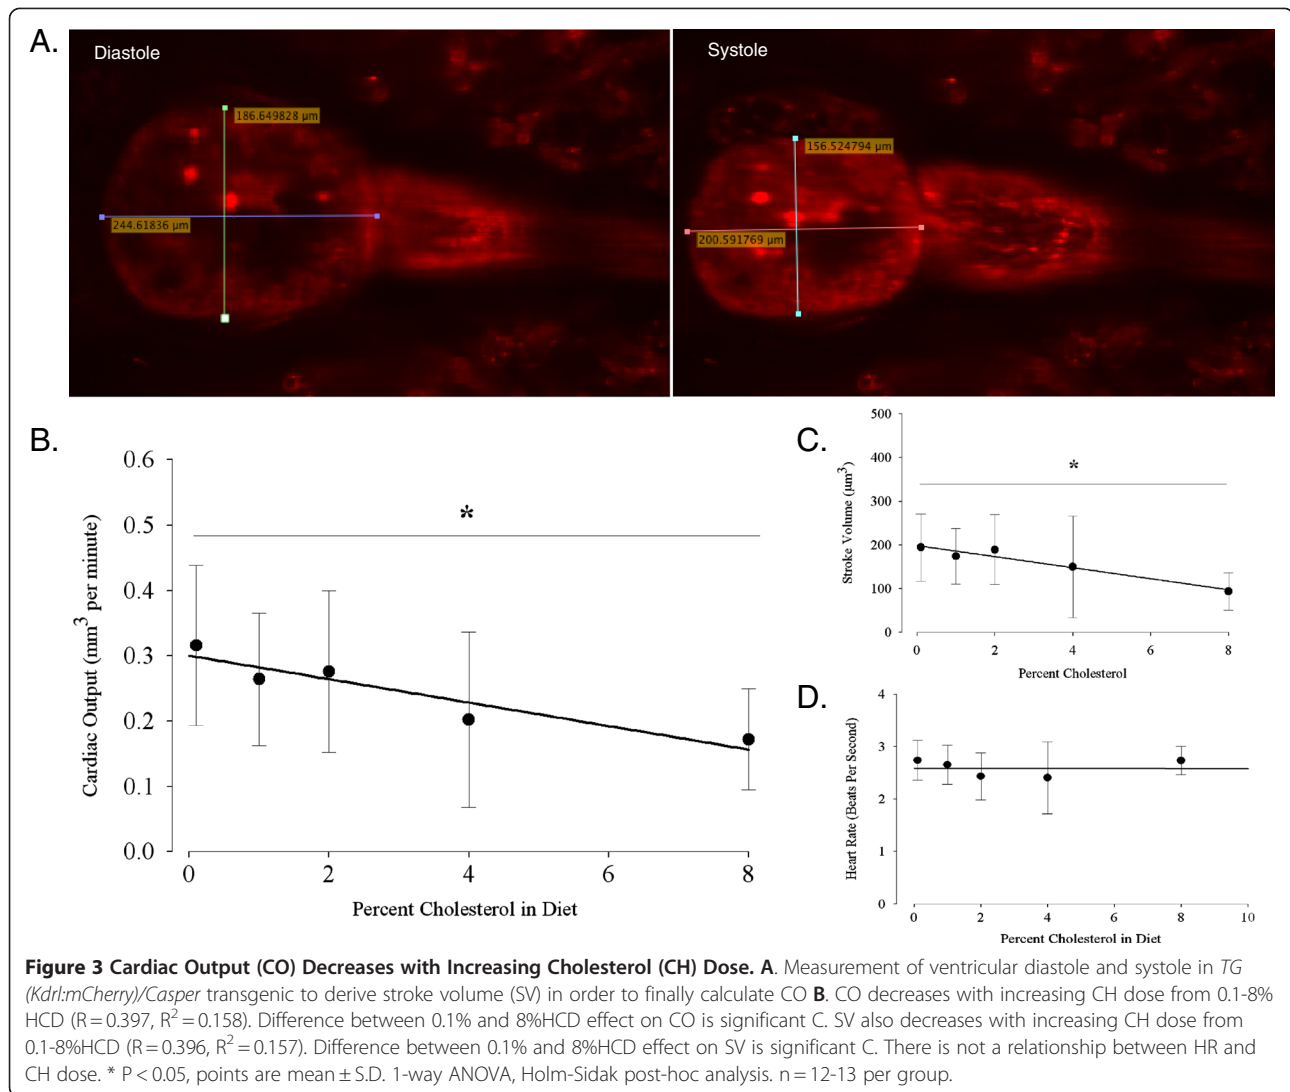 A.
Diastole
186.649828 µm
244.61836 µm
Systole
156.524794 µm
200.591769 µm
B.
0.6
0.5
0.4
0.3
0.2
0.1
0.0
Cardiac Output (mm³ per minute)
*
0 2 4 6 8
Percent Cholesterol in Diet
C.
500
400
300
200
100
0
Stroke Volume (µm³)
*
0 2 4 6 8
Percent Cholesterol
D.
4
3
2
1
0
Heart Rate (Beats Per Second)
0 2 4 6 8 10
Percent Cholesterol in Diet
Figure 3 Cardiac Output (CO) Decreases with Increasing Cholesterol (CH) Dose. A. Measurement of ventricular diastole and systole in TG
(Kdrl:mCherry)/Casper transgenic to derive stroke volume (SV) in order to finally calculate CO B. CO decreases with increasing CH dose from 0.1-8%
HCD (R = 0.397, R² = 0.158). Difference between 0.1% and 8%HCD effect on CO is significant C. SV also decreases with increasing CH dose from
0.1-8%HCD (R = 0.396, R² = 0.157). Difference between 0.1% and 8%HCD effect on SV is significant C. There is not a relationship between HR and
CH dose. * P < 0.05, points are mean ± S.D. 1-way ANOVA, Holm-Sidak post-hoc analysis. n = 12-13 per group.